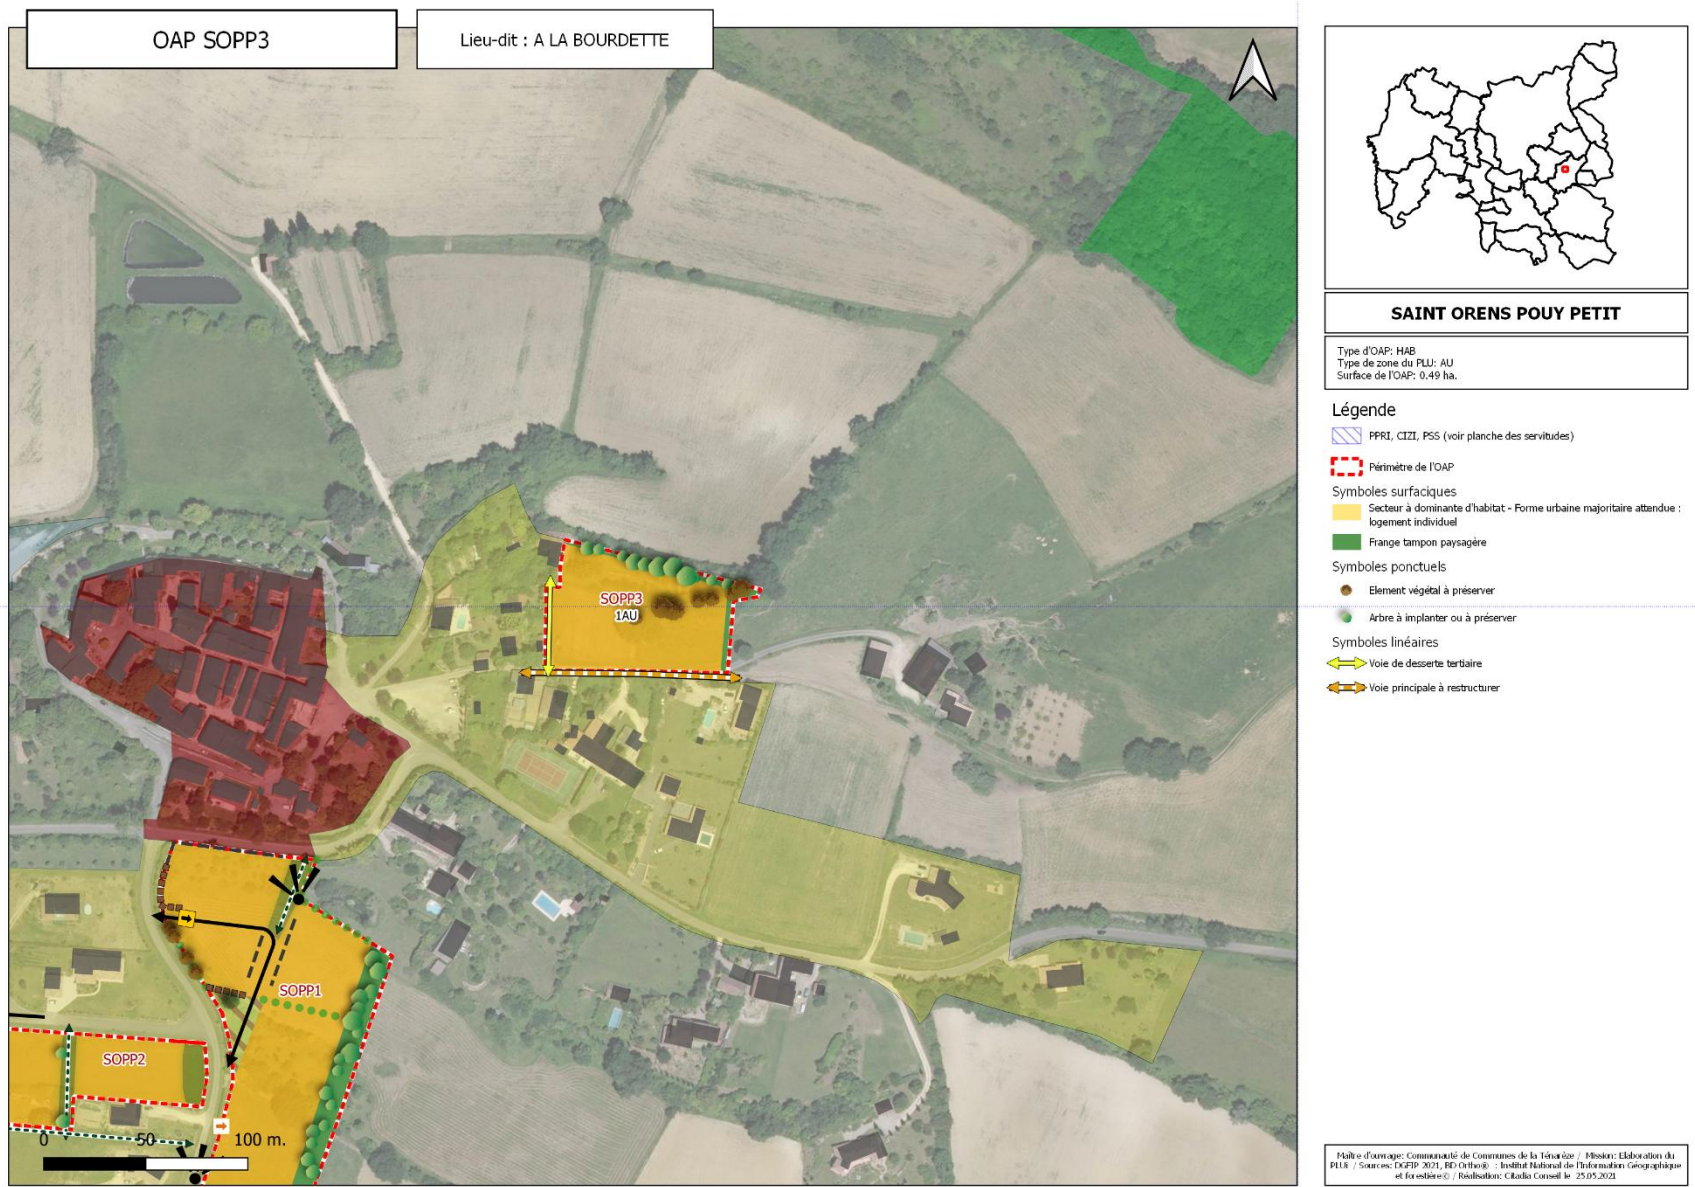 OAP SOPP3
Lieu-dit : A LA BOURDETTE
SAINT ORENS POUY PETIT
Type d'OAP: HAB
Type de zone du PLU: AU
Surface de l'OAP: 0.49 ha.
Légende
PPRI, CIZI, PSS (voir planche des servitudes)
Périmètre de l'OAP
Symboles surfaciques
Secteur à dominante d'habitat - Forme urbaine majoritaire attendue :
logement individuel
Frange tampon paysagère
Symboles ponctuels
Element végétal à préserver
Arbre à implanter ou à préserver
Symboles linéaires
Voie de desserte tertiaire
Voie principale à restructurer
SOPP3
1AU
SOPP1
SOPP2
0 50 100 m.
Maître d'ouvrage: Communauté de Communes de la Ténarèze / Mission: Elaboration du
PLUi / Sources: DGFIP 2021, BD Ortho® : Institut National de l'Information Géographique
et forestière© / Réalisation: Citadia Conseil le 25.05.2021